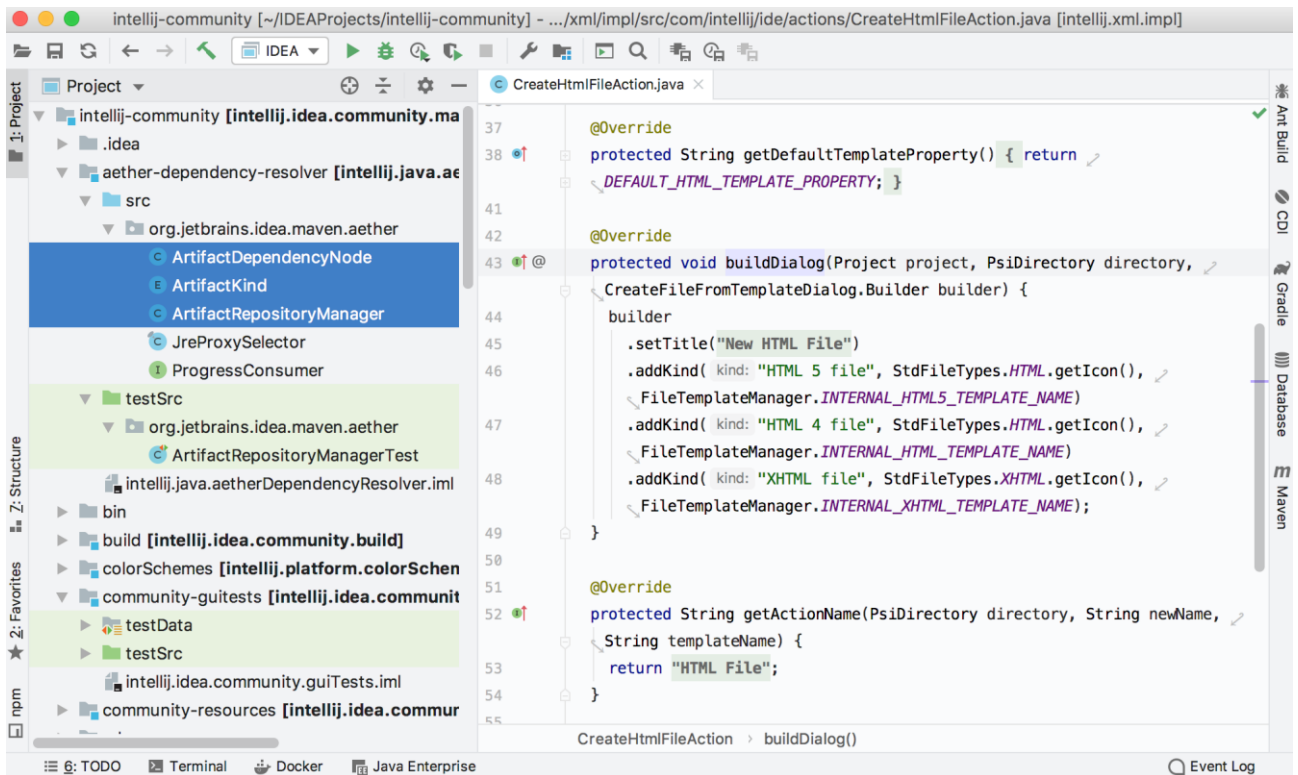 intellij-community [~/IDEAProjects/intellij-community] - .../xml/impl/src/com/intellij/ide/actions/CreateHtmlFileAction.java [intellij.xml.impl]
IDEA
1: Project
Z: Structure
2: Favorites
npm
Project
intellij-community [intellij.idea.community.ma
.idea
aether-dependency-resolver [intellij.java.ae
src
org.jetbrains.idea.maven.aether
ArtifactDependencyNode
ArtifactKind
ArtifactRepositoryManager
JreProxySelector
ProgressConsumer
testSrc
org.jetbrains.idea.maven.aether
ArtifactRepositoryManagerTest
intellij.java.aetherDependencyResolver.iml
bin
build [intellij.idea.community.build]
colorSchemes [intellij.platform.colorSchen
community-guitests [intellij.idea.communit
testData
testSrc
intellij.idea.community.guiTests.iml
community-resources [intellij.idea.commur
CreateHtmlFileAction.java
37 @Override
38 protected String getDefaultTemplateProperty() { return
DEFAULT_HTML_TEMPLATE_PROPERTY; }
41
42 @Override
43 @ protected void buildDialog(Project project, PsiDirectory directory,
CreateFileFromTemplateDialog.Builder builder) {
44 builder
45 .setTitle("New HTML File")
46 .addKind( kind: "HTML 5 file", StdFileTypes.HTML.getIcon(),
FileTemplateManager.INTERNAL_HTML5_TEMPLATE_NAME)
47 .addKind( kind: "HTML 4 file", StdFileTypes.HTML.getIcon(),
FileTemplateManager.INTERNAL_HTML_TEMPLATE_NAME)
48 .addKind( kind: "XHTML file", StdFileTypes.XHTML.getIcon(),
FileTemplateManager.INTERNAL_XHTML_TEMPLATE_NAME);
49 }
50
51 @Override
52 protected String getActionName(PsiDirectory directory, String newName,
String templateName) {
53 return "HTML File";
54 }
55
CreateHtmlFileAction › buildDialog()
Ant Build
CDI
Gradle
Database
Maven
6: TODO
Terminal
Docker
Java Enterprise
Event Log